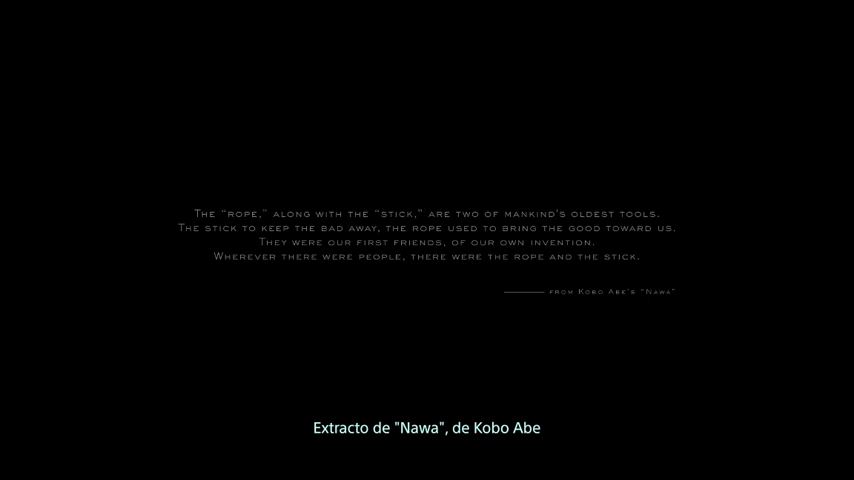 The “rope,” along with the “stick,” are two of mankind’s oldest tools.
The stick to keep the bad away, the rope used to bring the good toward us.
They were our first friends, of our own invention.
Wherever there were people, there were the rope and the stick.
from Kobo Abe’s “Nawa”
Extracto de "Nawa", de Kobo Abe